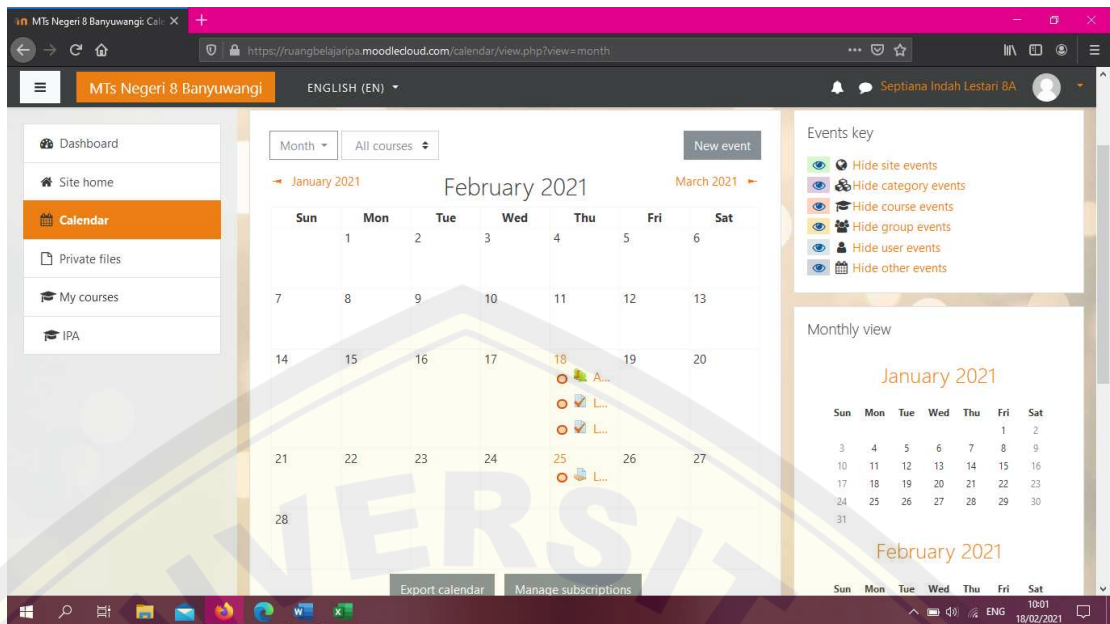 MTs Negeri 8 Banyuwangi: Cale
https://ruangbelajaripa.moodlecloud.com/calendar/view.php?view=month
MTs Negeri 8 Banyuwangi
ENGLISH (EN)
Septiana Indah Lestari 8A
Dashboard
Site home
Calendar
Private files
My courses
IPA
Month
All courses
New event
January 2021
February 2021
March 2021
Sun Mon Tue Wed Thu Fri Sat
1 2 3 4 5 6
7 8 9 10 11 12 13
14 15 16 17 18 19 20
A...
L...
L...
21 22 23 24 25 26 27
L...
28
Export calendar
Manage subscriptions
Events key
Hide site events
Hide category events
Hide course events
Hide group events
Hide user events
Hide other events
Monthly view
January 2021
Sun Mon Tue Wed Thu Fri Sat
1 2
3 4 5 6 7 8 9
10 11 12 13 14 15 16
17 18 19 20 21 22 23
24 25 26 27 28 29 30
31
February 2021
Sun Mon Tue Wed Thu Fri Sat
ENG
10:01
18/02/2021